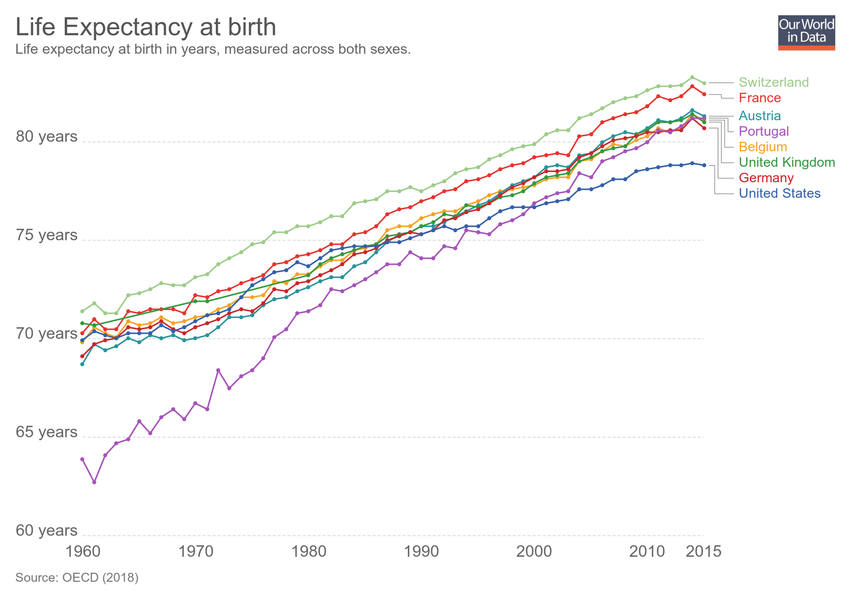 Life Expectancy at birth
Life expectancy at birth in years, measured across both sexes.
Our World
in Data
Switzerland
France
Austria
Portugal
Belgium
United Kingdom
Germany
United States
80 years
75 years
70 years
65 years
60 years
1960 1970 1980 1990 2000 2010 2015
Source: OECD (2018)